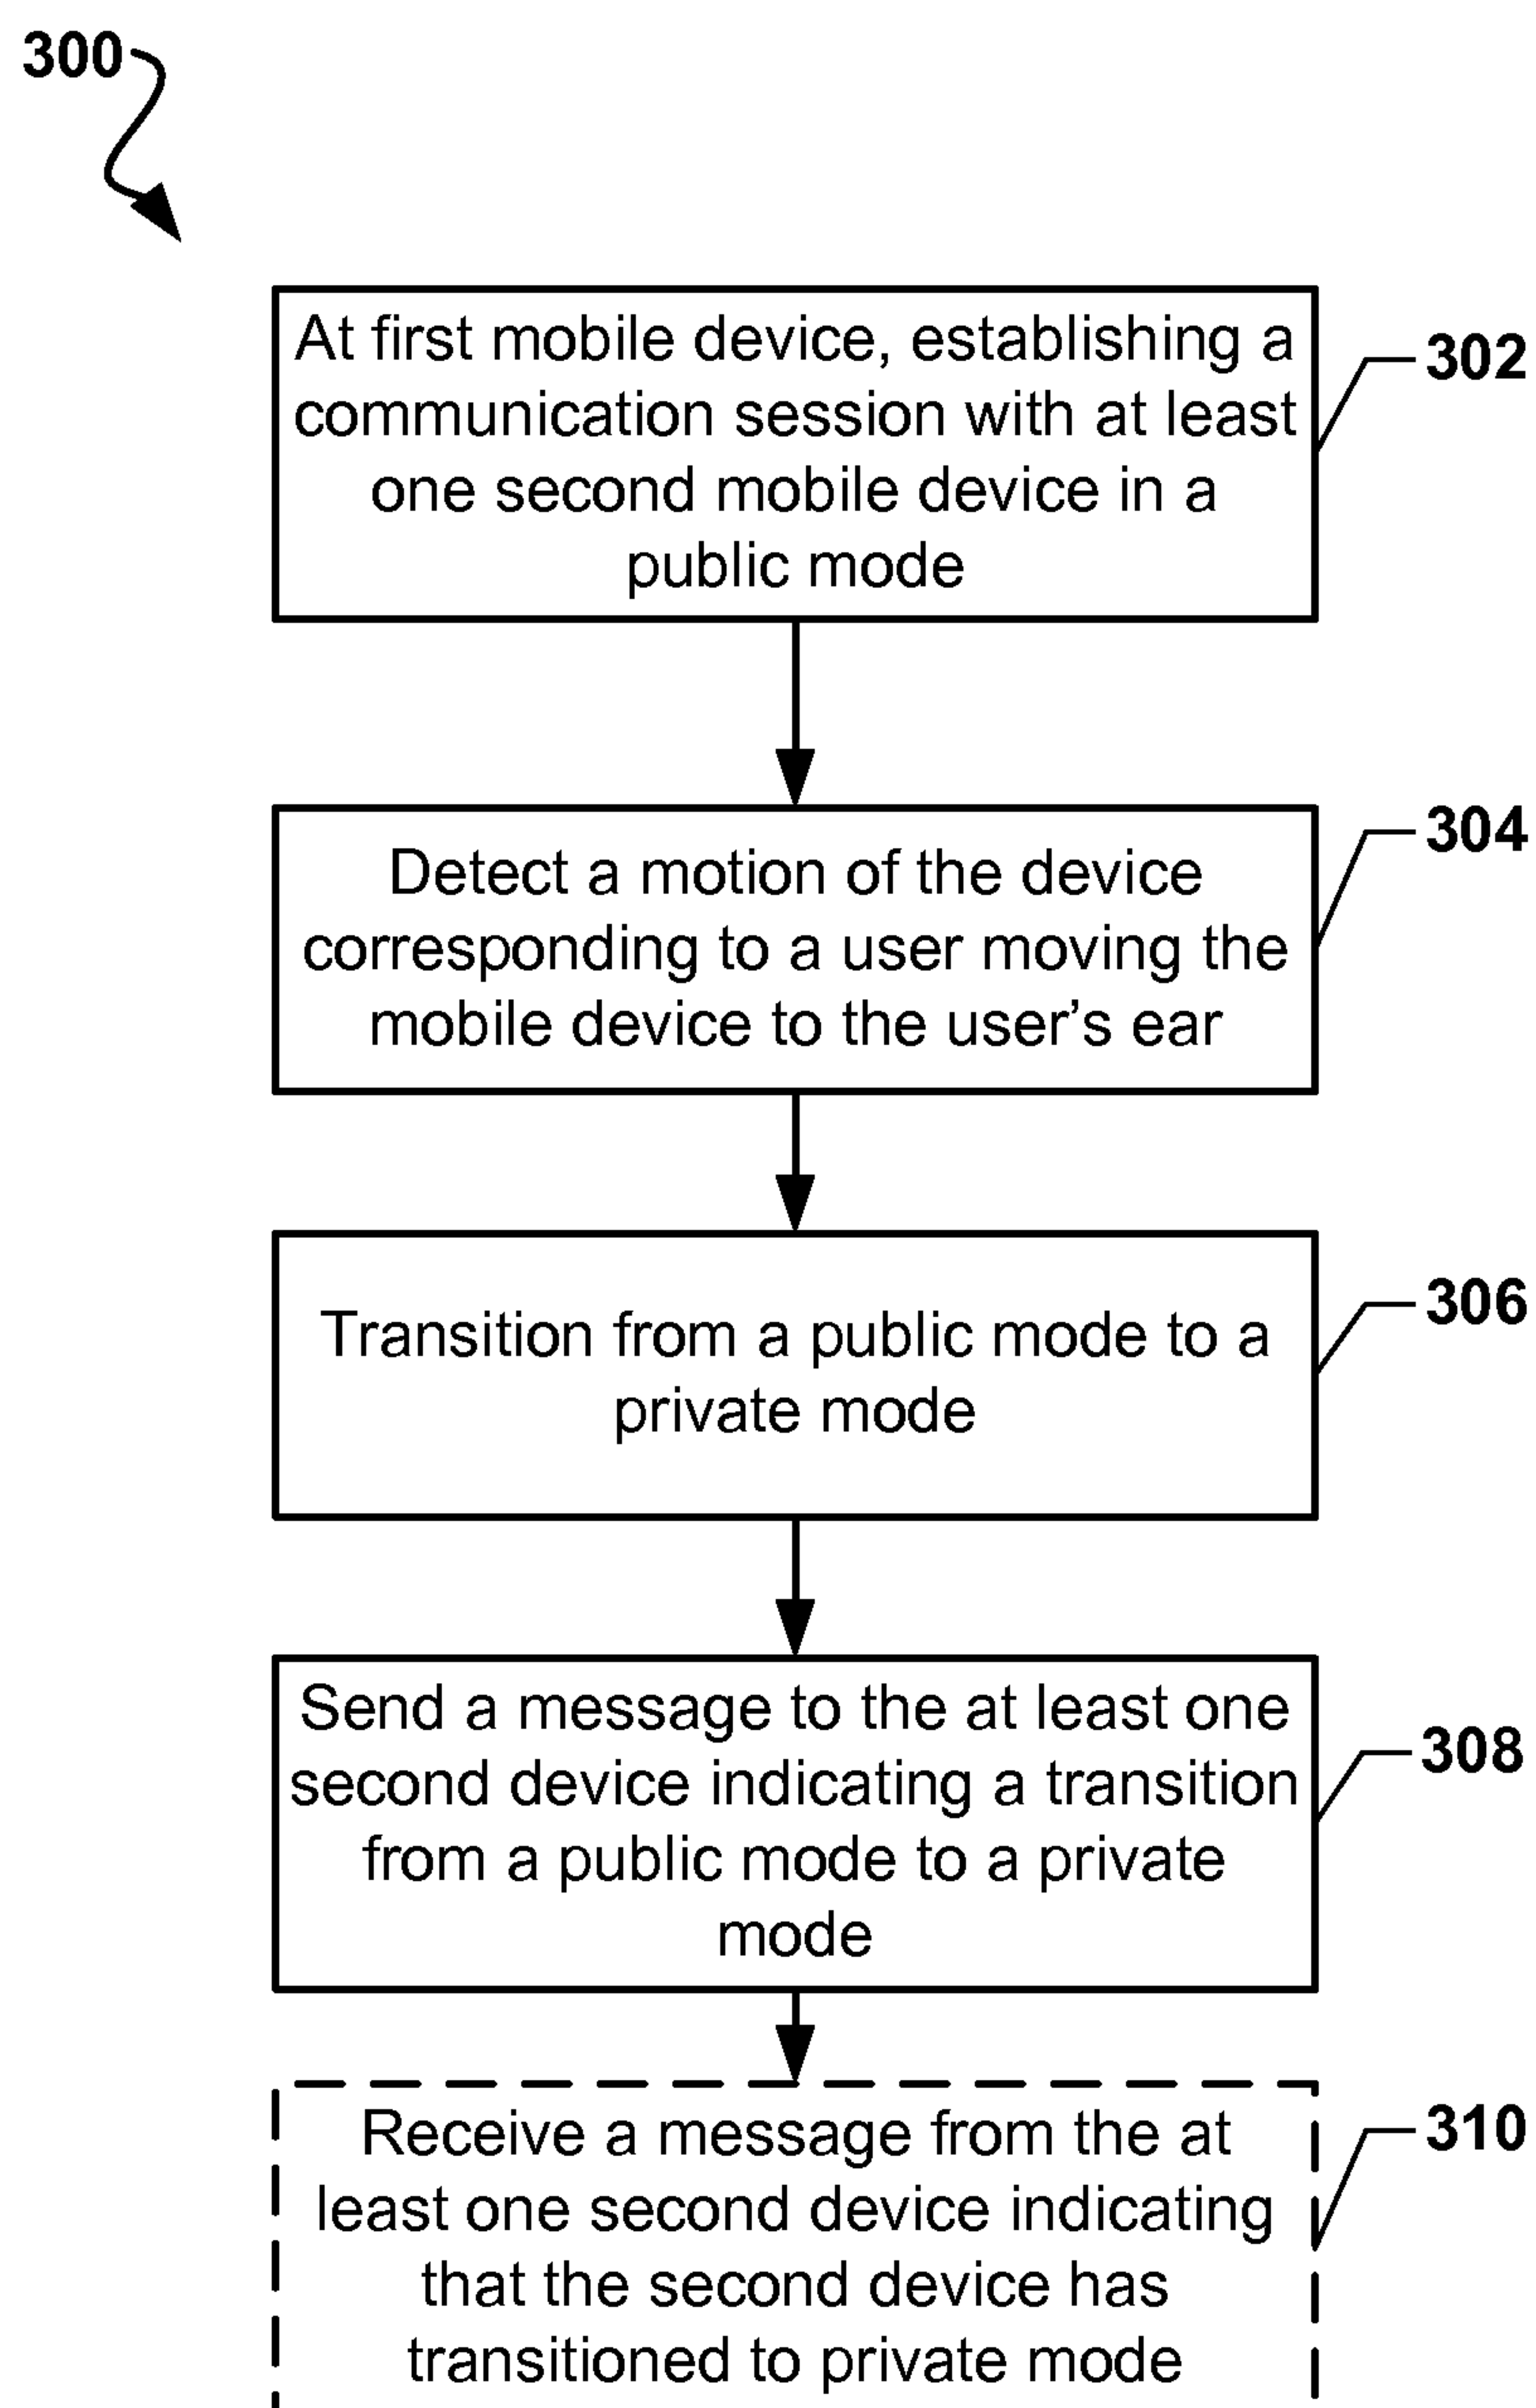 300
At first mobile device, establishing a
communication session with at least
one second mobile device in a
public mode
302
Detect a motion of the device
corresponding to a user moving the
mobile device to the user's ear
304
Transition from a public mode to a
private mode
306
Send a message to the at least one
second device indicating a transition
from a public mode to a private
mode
308
Receive a message from the at
least one second device indicating
that the second device has
transitioned to private mode
310